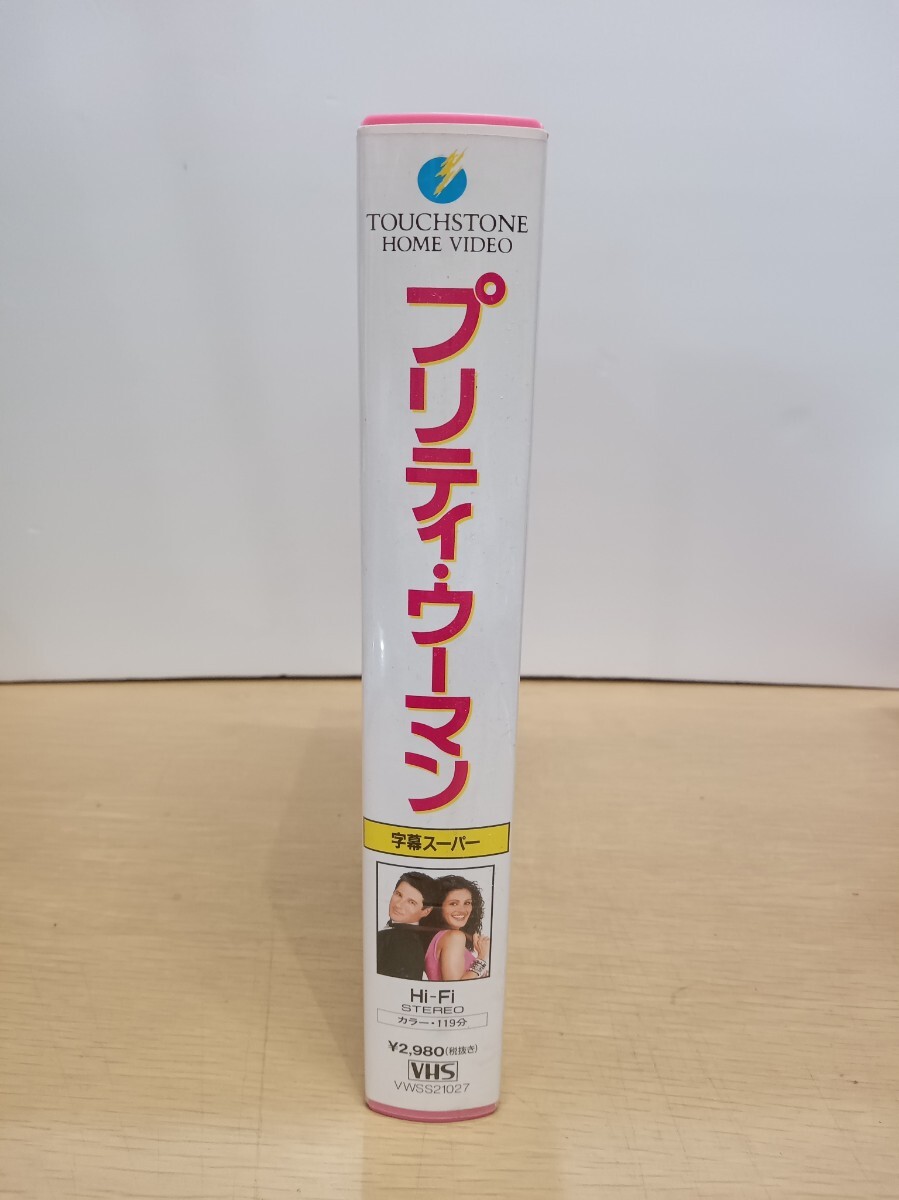 TOUCHSTONE
HOME VIDEO
プリティ・ウーマン
字幕スーパー
Hi-Fi
STEREO
カラー・119分
¥2,980(税抜き)
VHS
VWSS21027